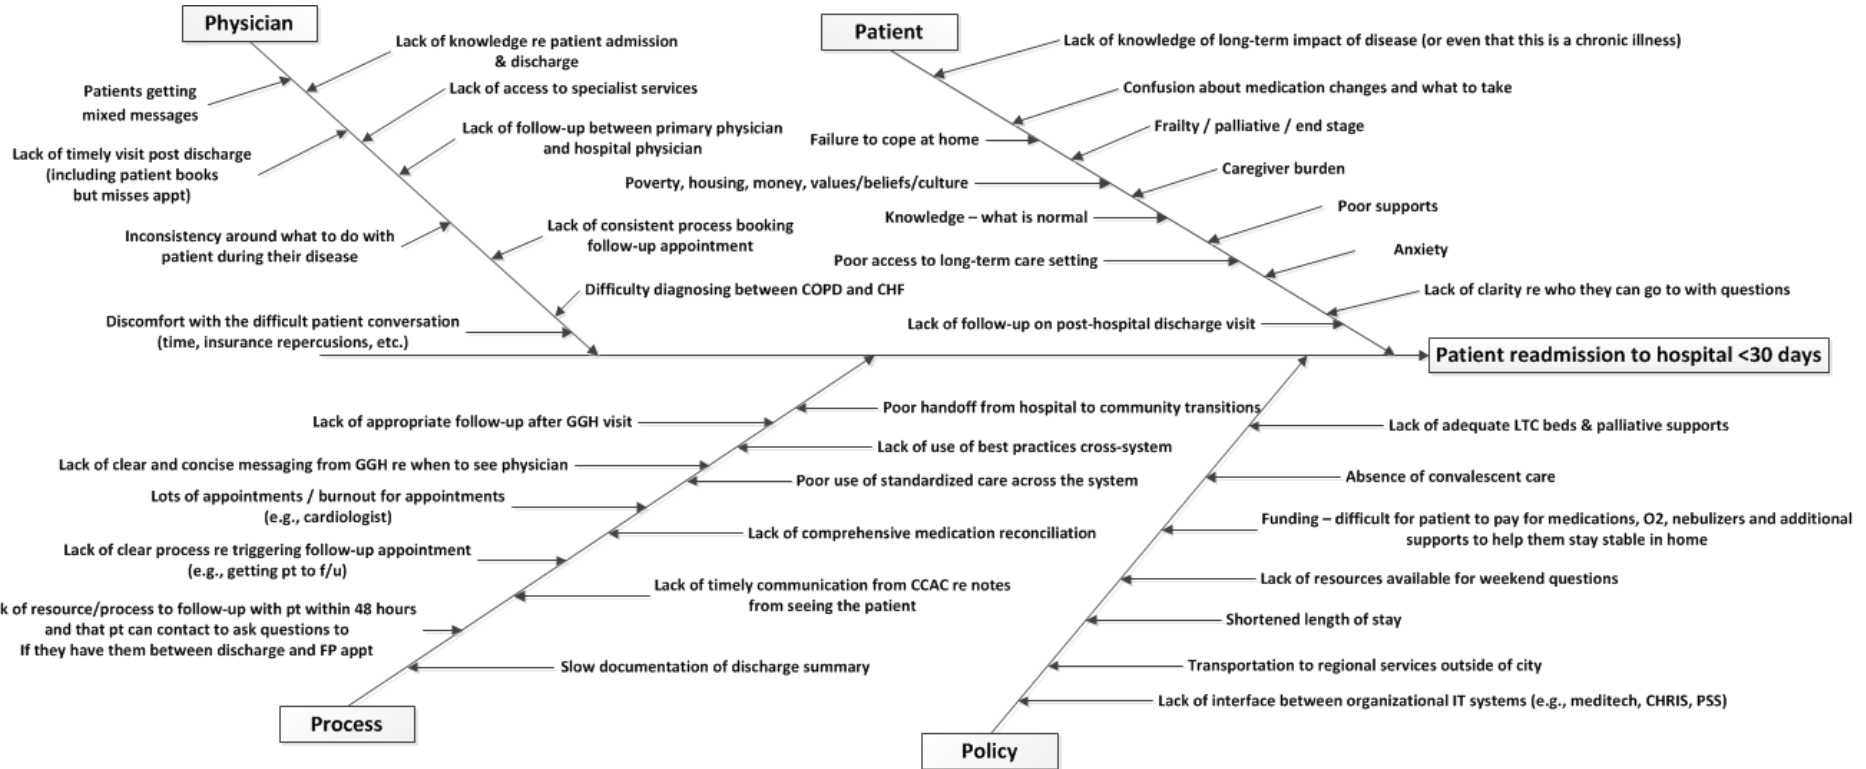 Physician
Lack of knowledge re patient admission
& discharge
Patients getting
mixed messages
Lack of access to specialist services
Lack of timely visit post discharge
(including patient books
but misses appt)
Lack of follow-up between primary physician
and hospital physician
Inconsistency around what to do with
patient during their disease
Lack of consistent process booking
follow-up appointment
Difficulty diagnosing between COPD and CHF
Discomfort with the difficult patient conversation
(time, insurance repercusions, etc.)
Patient
Lack of knowledge of long-term impact of disease (or even that this is a chronic illness)
Confusion about medication changes and what to take
Failure to cope at home
Frailty / palliative / end stage
Poverty, housing, money, values/beliefs/culture
Caregiver burden
Knowledge – what is normal
Poor supports
Poor access to long-term care setting
Anxiety
Lack of clarity re who they can go to with questions
Lack of follow-up on post-hospital discharge visit
Patient readmission to hospital <30 days
Poor handoff from hospital to community transitions
Lack of appropriate follow-up after GGH visit
Lack of use of best practices cross-system
Lack of clear and concise messaging from GGH re when to see physician
Poor use of standardized care across the system
Lots of appointments / burnout for appointments
(e.g., cardiologist)
Lack of comprehensive medication reconciliation
Lack of clear process re triggering follow-up appointment
(e.g., getting pt to f/u)
Lack of timely communication from CCAC re notes
from seeing the patient
k of resource/process to follow-up with pt within 48 hours
and that pt can contact to ask questions to
If they have them between discharge and FP appt
Slow documentation of discharge summary
Process
Lack of adequate LTC beds & palliative supports
Absence of convalescent care
Funding – difficult for patient to pay for medications, O2, nebulizers and additional
supports to help them stay stable in home
Lack of resources available for weekend questions
Shortened length of stay
Transportation to regional services outside of city
Lack of interface between organizational IT systems (e.g., meditech, CHRIS, PSS)
Policy